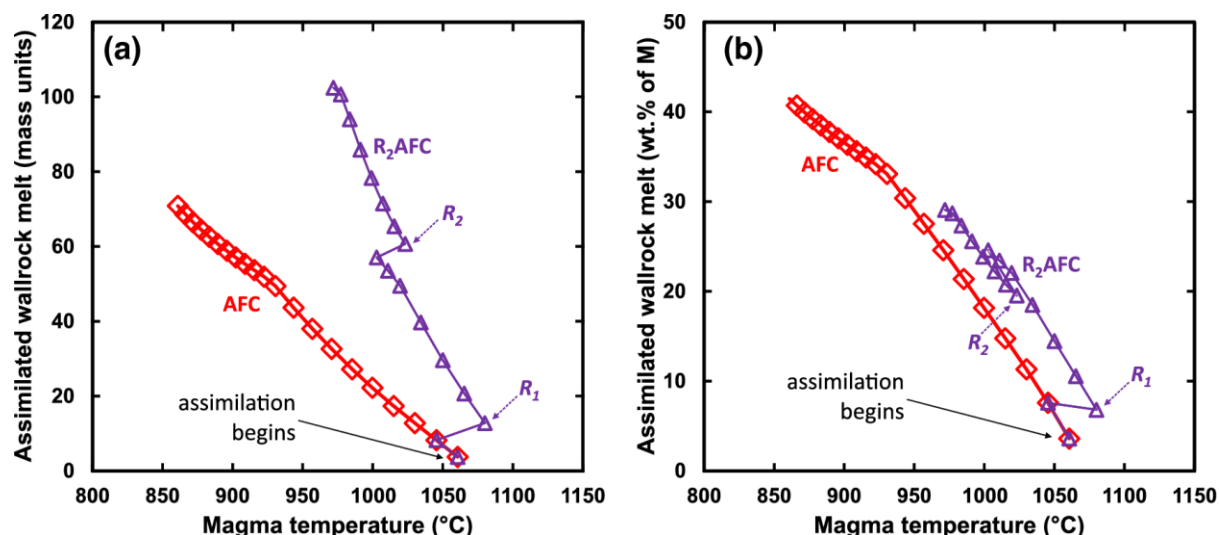 (a)
Assimilated wallrock melt (mass units)
120
100
80
60
40
20
0
R₂AFC
R₂
AFC
R₁
assimilation
begins
800 850 900 950 1000 1050 1100 1150
Magma temperature (°C)
(b)
Assimilated wallrock melt (wt.% of M)
50
40
30
20
10
0
AFC
R₂AFC
R₂
R₁
assimilation
begins
800 850 900 950 1000 1050 1100 1150
Magma temperature (°C)